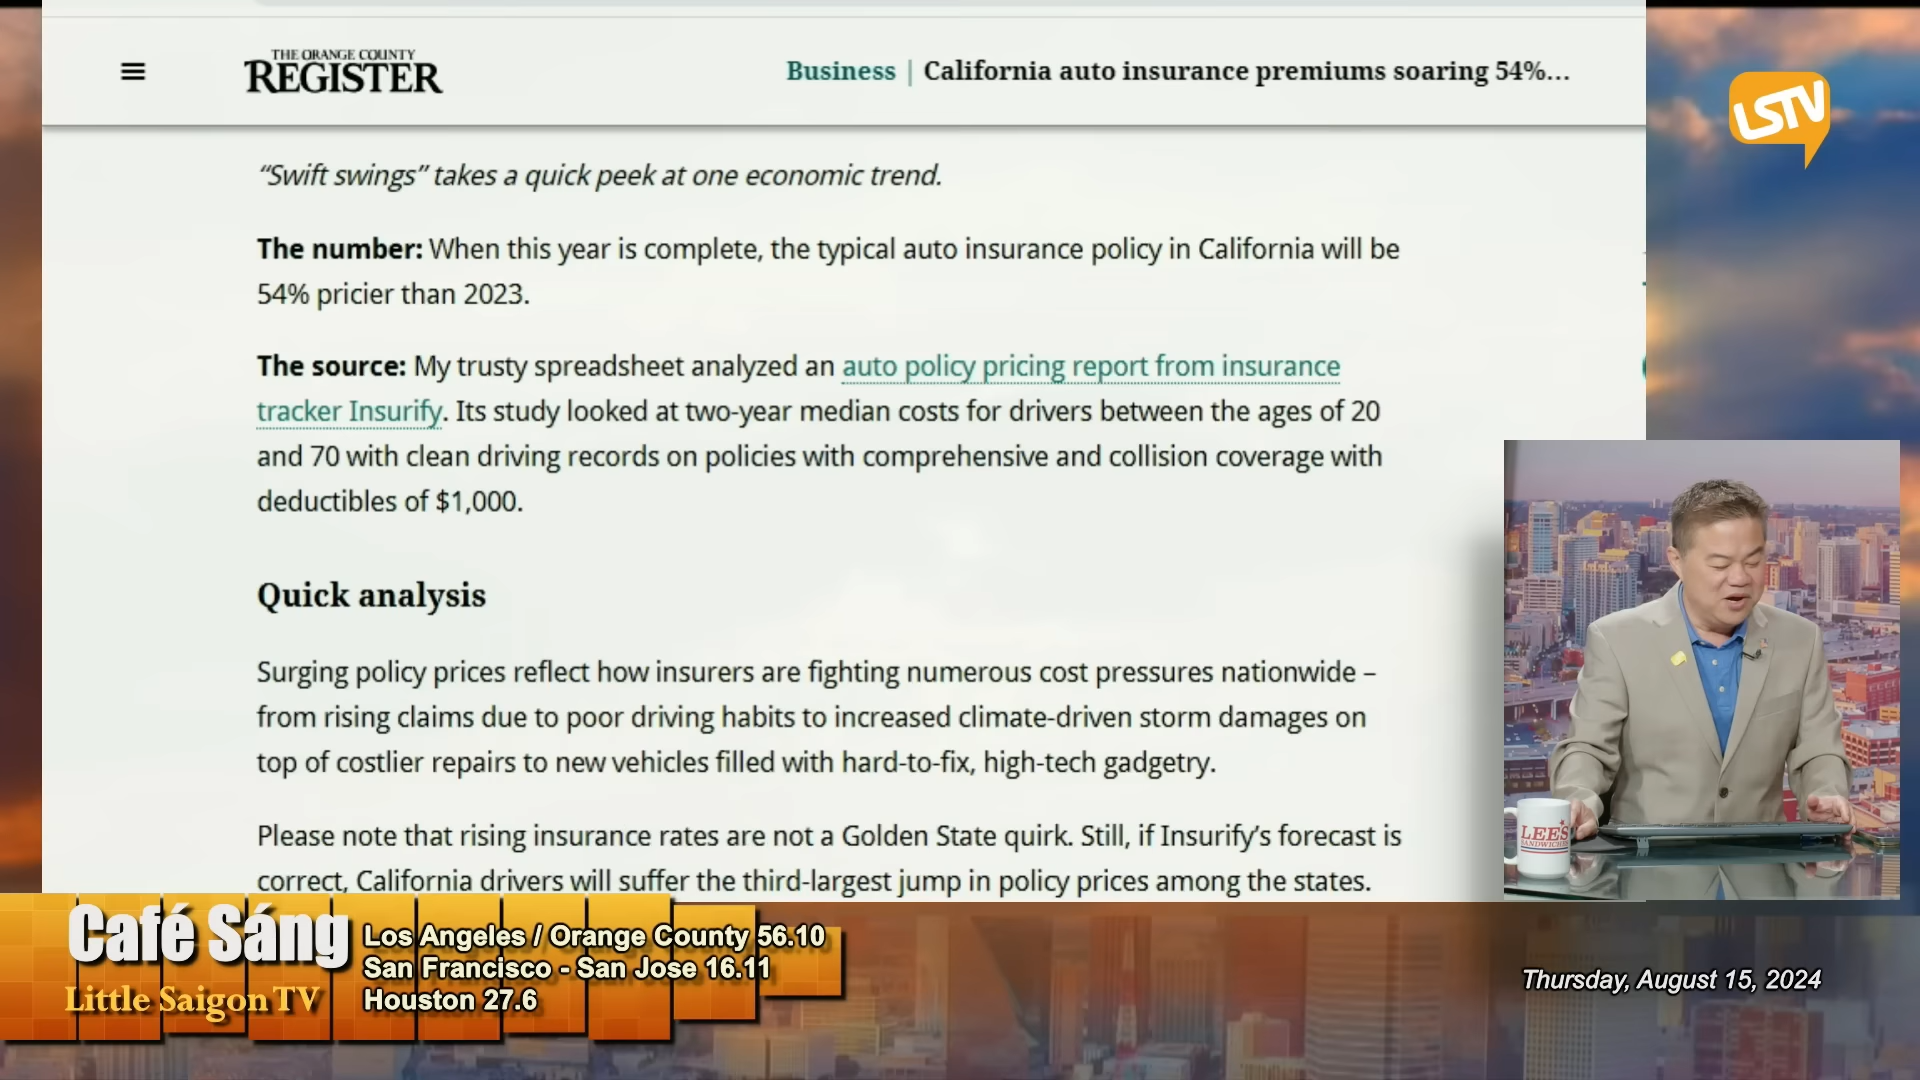 THE ORANGE COUNTY
REGISTER
Business | California auto insurance premiums soaring 54%...
LSTV
“Swift swings” takes a quick peek at one economic trend.
The number: When this year is complete, the typical auto insurance policy in California will be
54% pricier than 2023.
The source: My trusty spreadsheet analyzed an auto policy pricing report from insurance
tracker Insurify. Its study looked at two-year median costs for drivers between the ages of 20
and 70 with clean driving records on policies with comprehensive and collision coverage with
deductibles of $1,000.
Quick analysis
Surging policy prices reflect how insurers are fighting numerous cost pressures nationwide –
from rising claims due to poor driving habits to increased climate-driven storm damages on
top of costlier repairs to new vehicles filled with hard-to-fix, high-tech gadgetry.
Please note that rising insurance rates are not a Golden State quirk. Still, if Insurify’s forecast is
correct, California drivers will suffer the third-largest jump in policy prices among the states.
LEE'S
SANDWICHES
Café Sáng
Little Saigon TV
Los Angeles / Orange County 56.10
San Francisco - San Jose 16.11
Houston 27.6
Thursday, August 15, 2024